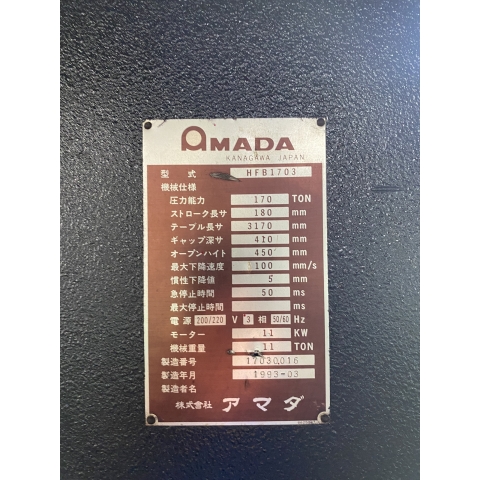 AMADA
KANAGAWA JAPAN
型式 HFB1703
機械仕様
圧力能力 170 TON
ストローク長サ 180 mm
テーブル長サ 3170 mm
ギャップ深サ 410 mm
オープンハイト 450 mm
最大下降速度 100 mm/s
慣性下降値 5 mm
急停止時間 50 ms
最大停止時間 ms
電源 200/220 V 3 相 50/60 Hz
モーター 11 KW
機械重量 11 TON
製造番号 17030016
製造年月 1993-03
製造者名
株式会社 アマダ